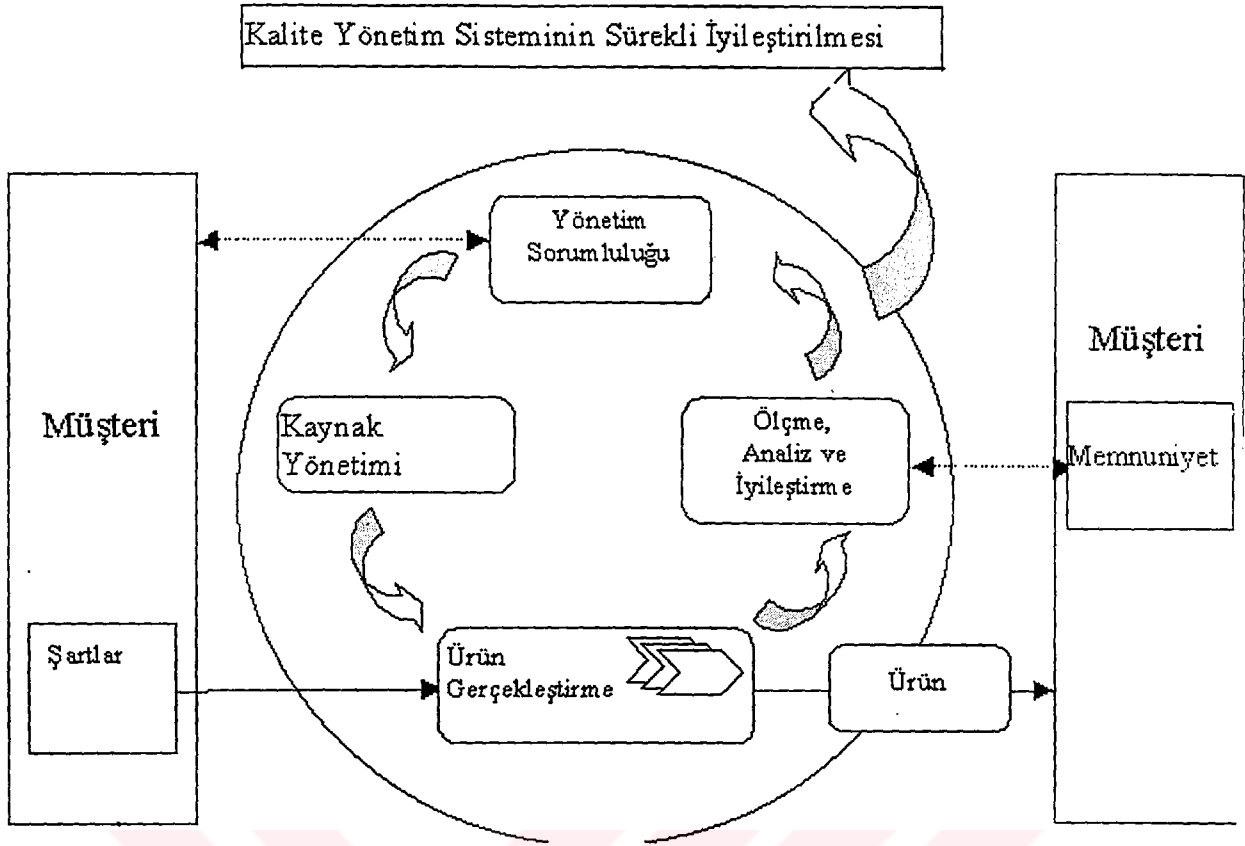 Kalite Yönetim Sisteminin Sürekli İyileştirilmesi
Yönetim
Sorumluluğu
Müşteri
Kaynak
Yönetimi
Ölçme,
Analiz ve
İyileştirme
Müşteri
Memnuniyet
Şartlar
Ürün
Gerçekleştirme
Ürün